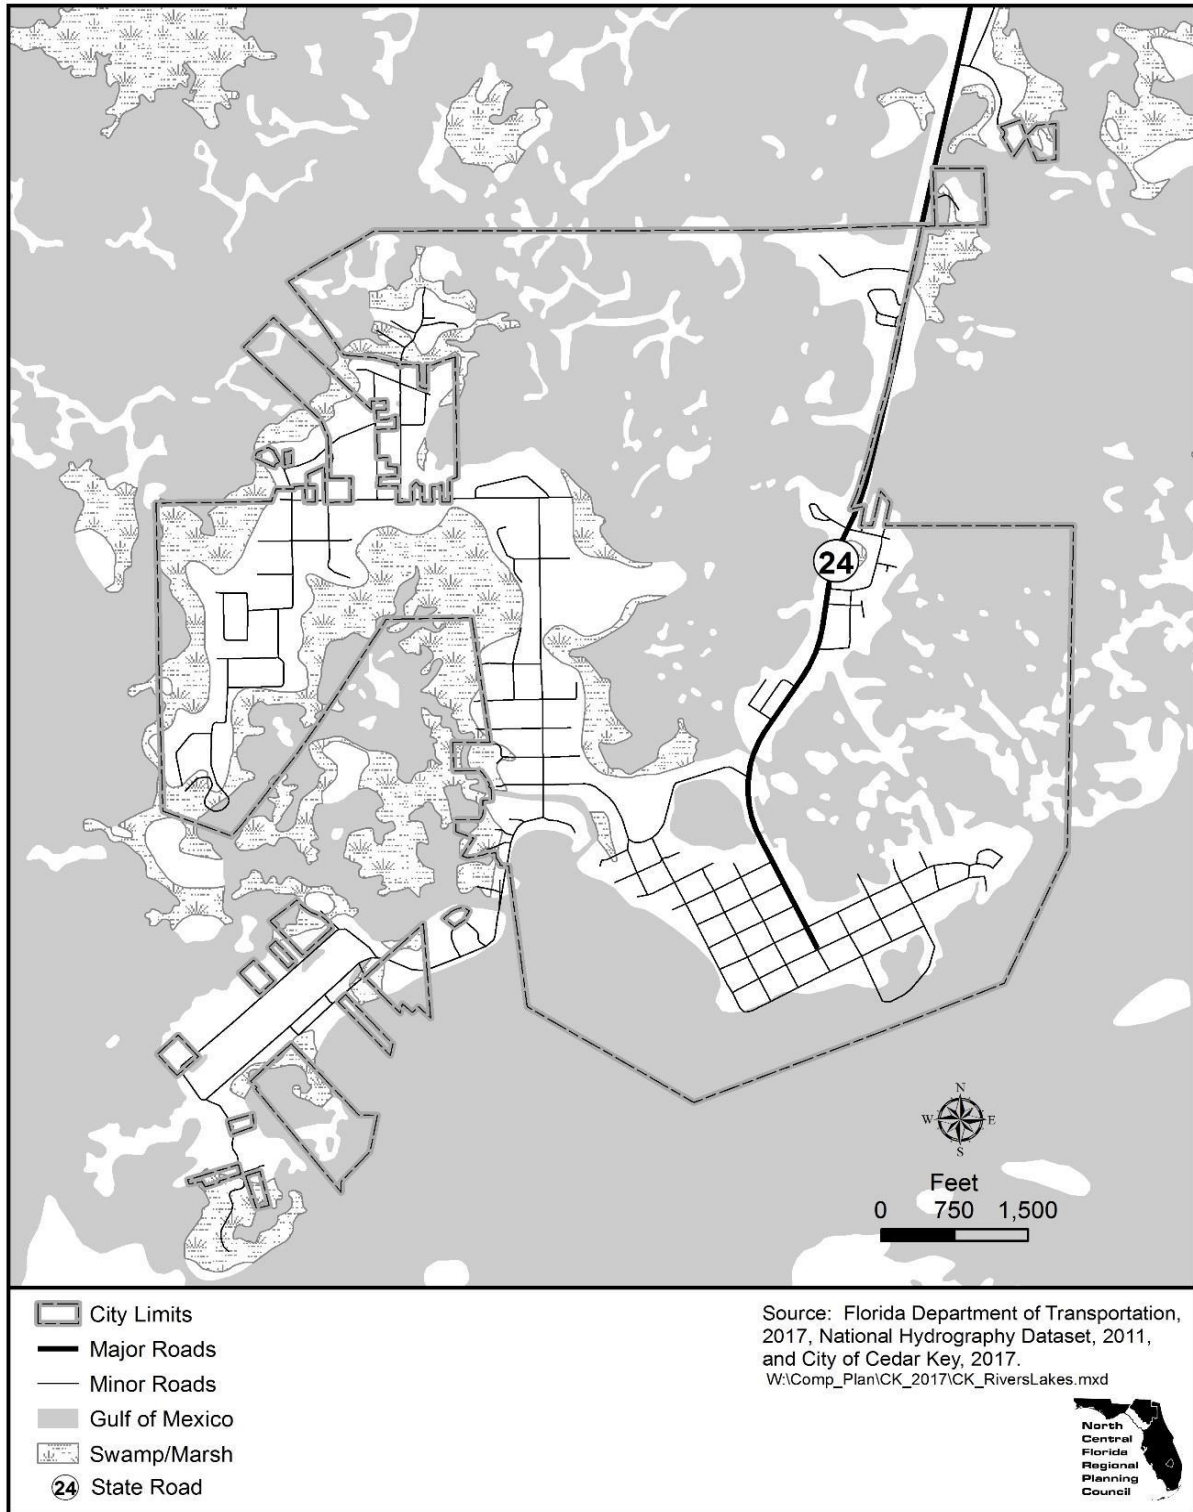 24
N
W E
S
Feet
0 750 1,500
City Limits
Major Roads
Minor Roads
Gulf of Mexico
Swamp/Marsh
24 State Road
Source: Florida Department of Transportation,
2017, National Hydrography Dataset, 2011,
and City of Cedar Key, 2017.
W:\Comp_Plan\CK_2017\CK_RiversLakes.mxd
North
Central
Florida
Regional
Planning
Council